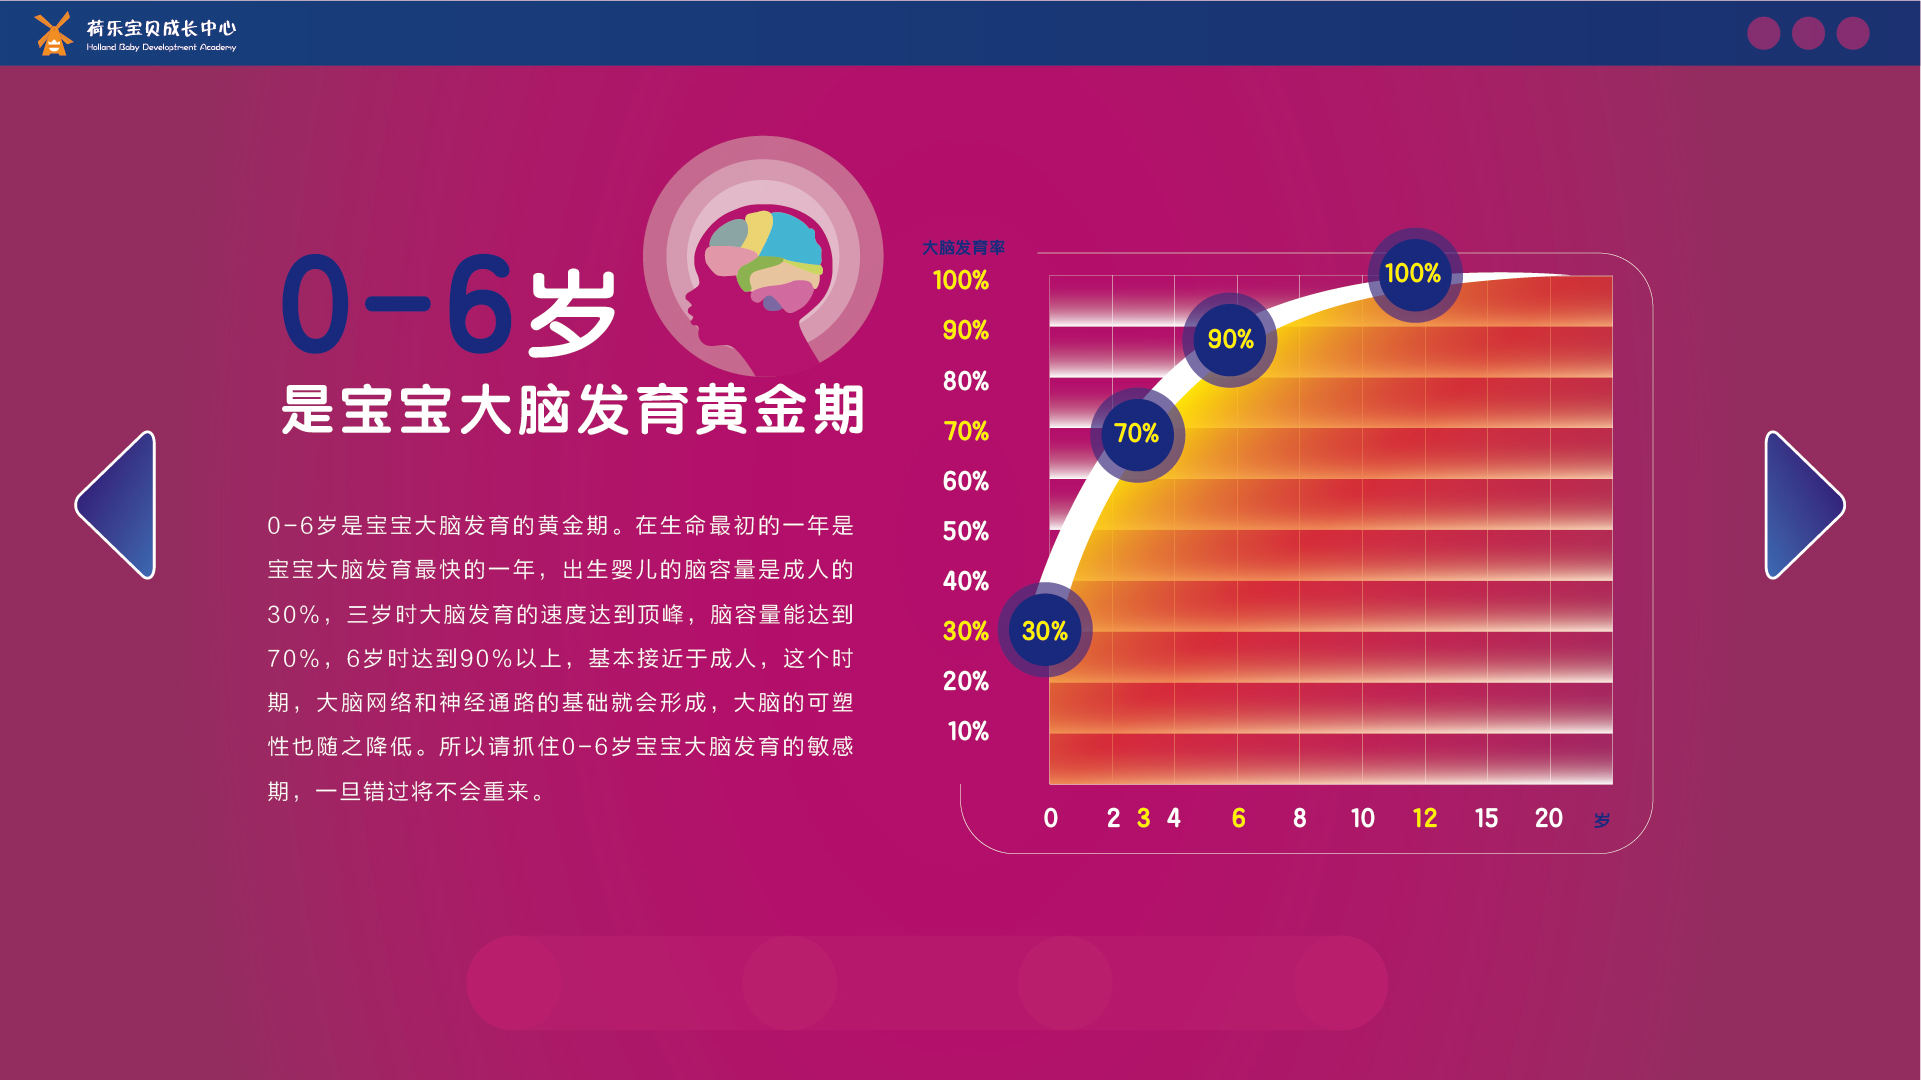 荷乐宝贝成长中心
Holland Baby Developtment Academy
0-6岁
是宝宝大脑发育黄金期
0-6岁是宝宝大脑发育的黄金期。在生命最初的一年是
宝宝大脑发育最快的一年，出生婴儿的脑容量是成人的
30%，三岁时大脑发育的速度达到顶峰，脑容量能达到
70%，6岁时达到90%以上，基本接近于成人，这个时
期，大脑网络和神经通路的基础就会形成，大脑的可塑
性也随之降低。所以请抓住0-6岁宝宝大脑发育的敏感
期，一旦错过将不会重来。
大脑发育率
100%
90%
80%
70%
60%
50%
40%
30%
20%
10%
100%
90%
70%
30%
0 2 3 4 6 8 10 12 15 20 岁